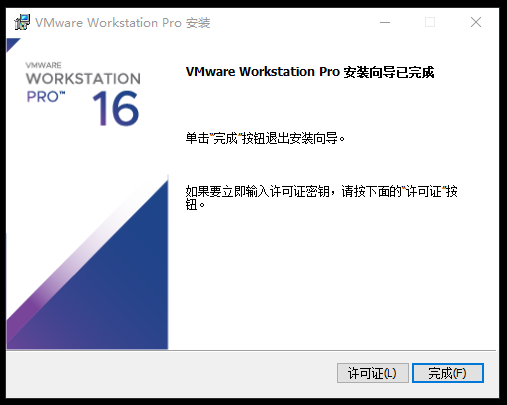 VMware Workstation Pro 安装
VMWARE
WORKSTATION
PRO™ 16
VMware Workstation Pro 安装向导已完成
单击"完成"按钮退出安装向导。
如果要立即输入许可证密钥，请按下面的"许可证"按
钮。
许可证(L)
完成(F)